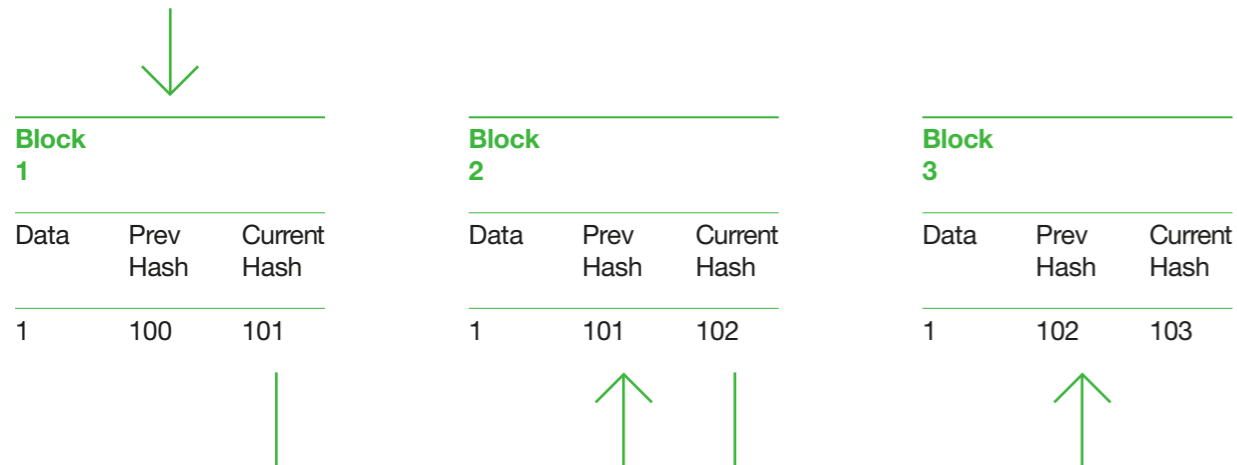 Block
1
Data Prev Hash Current Hash
1 100 101
Block
2
Data Prev Hash Current Hash
1 101 102
Block
3
Data Prev Hash Current Hash
1 102 103